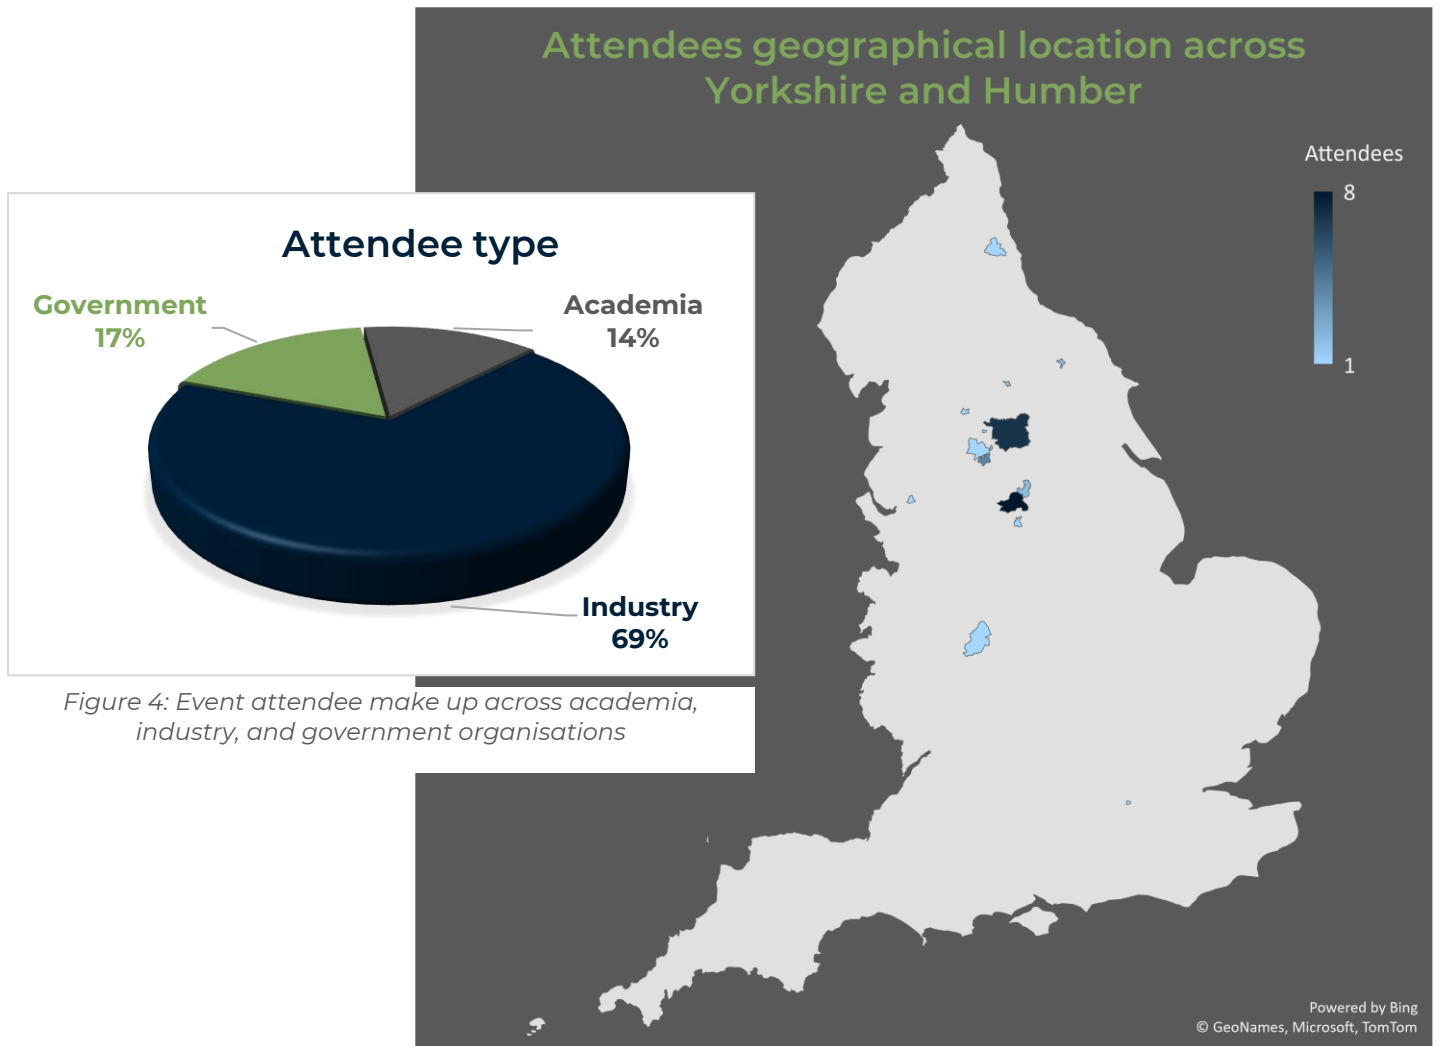 Attendees geographical location across
Yorkshire and Humber
Attendees
8
1
Attendee type
Government
17%
Academia
14%
Industry
69%
Figure 4: Event attendee make up across academia,
industry, and government organisations
Powered by Bing
© GeoNames, Microsoft, TomTom